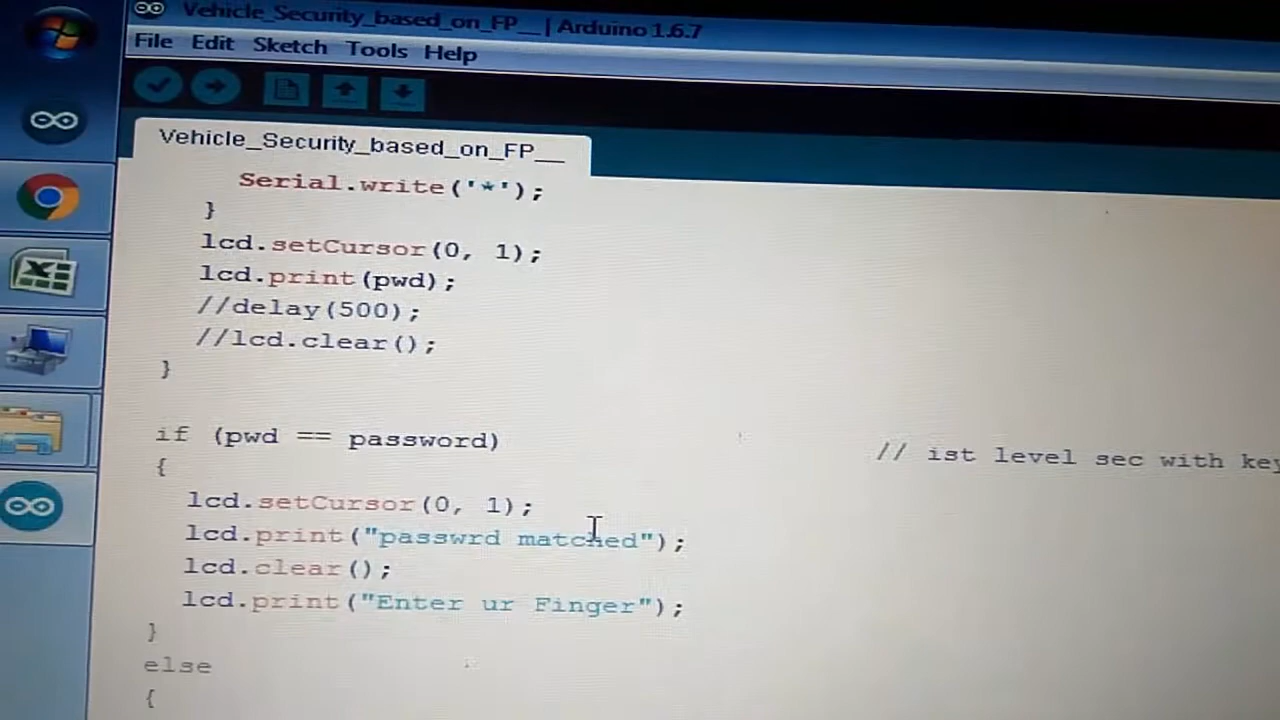 Vehicle_Security_based_on_FP__ | Arduino 1.6.7
File Edit Sketch Tools Help
Vehicle_Security_based_on_FP__
Serial.write('*');
}
lcd.setCursor(0, 1);
lcd.print(pwd);
//delay(500);
//lcd.clear();
}
if (pwd == password) // ist level sec with key
{
lcd.setCursor(0, 1);
lcd.print("passwrd matched");
lcd.clear();
lcd.print("Enter ur Finger");
}
else
{